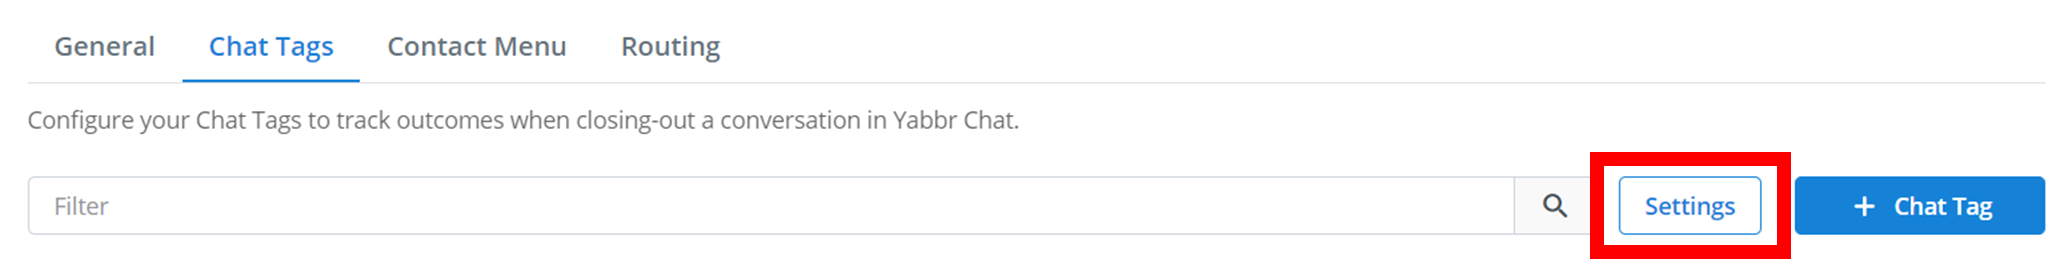 General Chat Tags Contact Menu Routing
Configure your Chat Tags to track outcomes when closing-out a conversation in Yabbr Chat.
Filter Settings + Chat Tag